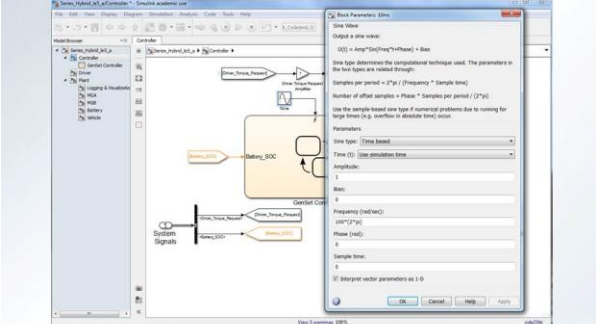 Series_Hybrid_le5_a/Controller * - Simulink academic use
File Edit View Display Diagram Simulation Analysis Code Tools Help
Model Browser
Controller
Series_Hybrid_le5_a
Controller
Series_Hybrid_le5_a
Controller
GenSet Controller
Driver
Plant
Logging & Visualization
MGA
MGB
Battery
Vehicle
[Driver_Torque_Request]
Driver Torque Request
Amplifier
10ms
[Battery_SOC]
Battery_SOC
GenSet Con
System
Signals
<Driver_Torque_Request>
[Driver_Torque_Request]
<Battery_SOC>
[Battery_SOC]
View 3 warnings 100%
Block Parameters: 10ms
Sine Wave
Output a sine wave:
O(t) = Amp*Sin(Freq*t+Phase) + Bias
Sine type determines the computational technique used. The parameters in
the two types are related through:
Samples per period = 2*pi / (Frequency * Sample time)
Number of offset samples = Phase * Samples per period / (2*pi)
Use the sample-based sine type if numerical problems due to running for
large times (e.g. overflow in absolute time) occur.
Parameters
Sine type: Time based
Time (t): Use simulation time
Amplitude:
1
Bias:
0
Frequency (rad/sec):
100*(2*pi)
Phase (rad):
0
Sample time:
0
Interpret vector parameters as 1-D
OK Cancel Help Apply